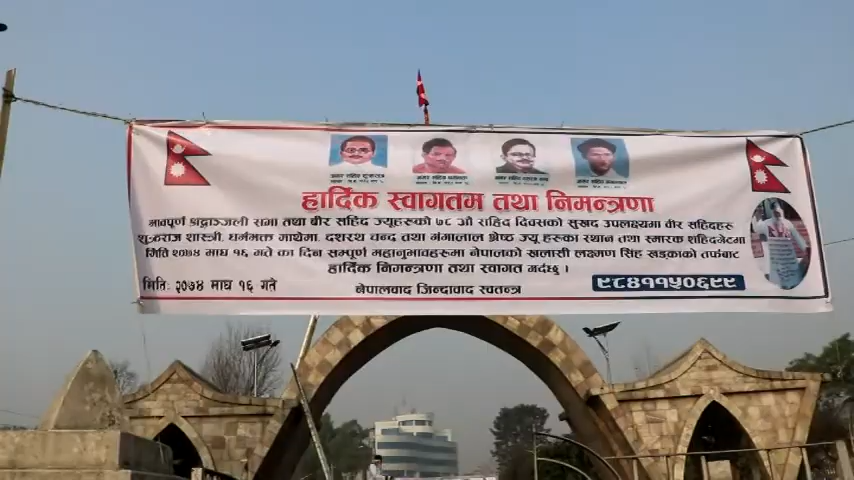 हार्दिक स्वागतम तथा निमन्त्रणा
भावपूर्ण श्रद्धाञ्जली सभा तथा बीर सहिद ज्यूहरूको ७८ औ सहिद दिवसको सुखद उपलक्ष्यमा वीर सहिदहरू
शुक्रराज शास्त्री, धर्मभक्त माथेमा, दशरथ चन्द तथा गंगालाल श्रेष्ठ ज्यू हरूका स्थान तथा स्मारक शहिदगेटमा
मिति २०७४ माघ १६ गते का दिन सम्पूर्ण महानुभावहरूमा नेपालको खलासी लक्ष्मण सिंह खड्काको तर्फबाट
हार्दिक निमन्त्रणा तथा स्वागत गर्दछु ।
मिति: २०७४ माघ १६ गते
नेपालवाद जिन्दावाद स्वतन्त्र
९८४११५०६९९